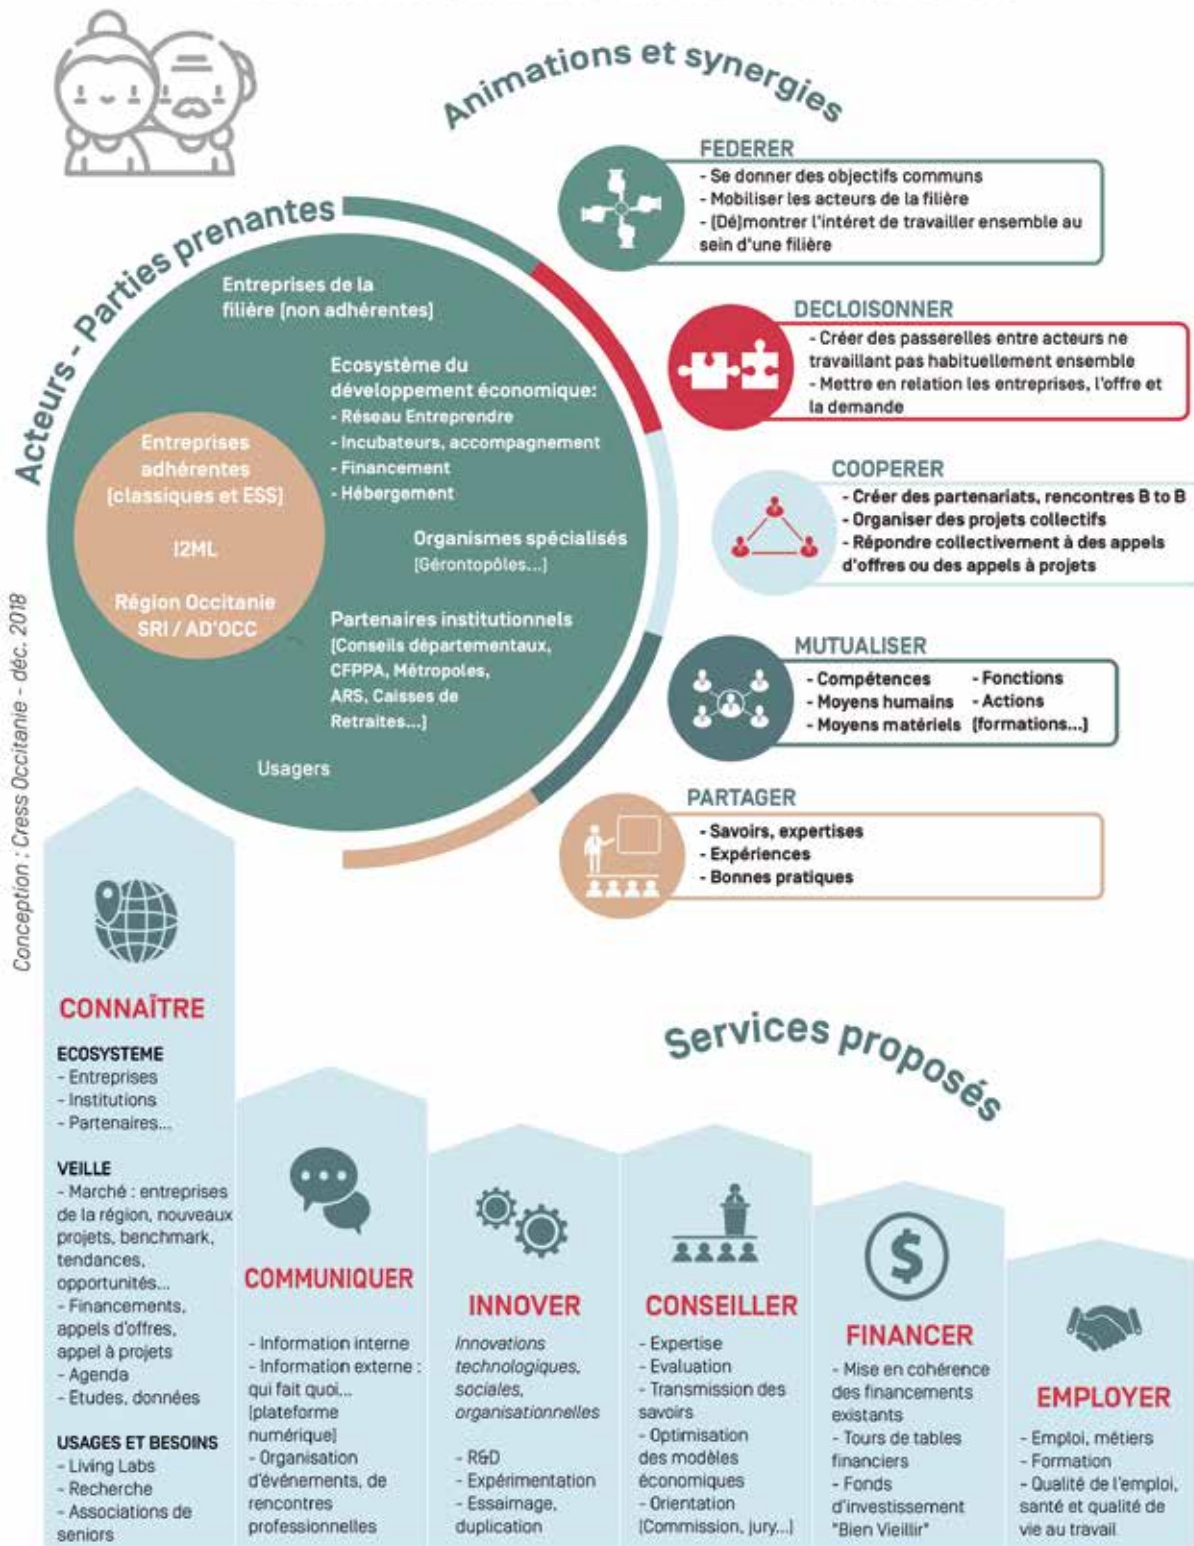 Animations et synergies
FEDERER
- Se donner des objectifs communs
- Mobiliser les acteurs de la filière
- (Dé)montrer l'intéret de travailler ensemble au
sein d'une filière
DECLOISONNER
- Créer des passerelles entre acteurs ne
travaillant pas habituellement ensemble
- Mettre en relation les entreprises, l'offre et
la demande
COOPERER
- Créer des partenariats, rencontres B to B
- Organiser des projets collectifs
- Répondre collectivement à des appels
d'offres ou des appels à projets
MUTUALISER
- Compétences
- Moyens humains
- Moyens matériels
- Fonctions
- Actions
(formations...)
PARTAGER
- Savoirs, expertises
- Expériences
- Bonnes pratiques
Acteurs - Parties prenantes
Entreprises de la
filière (non adhérentes)
Ecosystème du
développement économique:
- Réseau Entreprendre
- Incubateurs, accompagnement
- Financement
- Hébergement
Entreprises
adhérentes
(classiques et ESS)
I2ML
Région Occitanie
SRI / AD'OCC
Organismes spécialisés
(Gérontopôles...)
Partenaires institutionnels
(Conseils départementaux,
CFPPA, Métropoles,
ARS, Caisses de
Retraites...)
Usagers
Conception : Cress Occitanie - déc. 2018
Services proposés
CONNAÎTRE
ECOSYSTEME
- Entreprises
- Institutions
- Partenaires...
VEILLE
- Marché : entreprises
de la région, nouveaux
projets, benchmark,
tendances,
opportunités...
- Financements,
appels d'offres,
appel à projets
- Agenda
- Etudes, données
USAGES ET BESOINS
- Living Labs
- Recherche
- Associations de
seniors
COMMUNIQUER
- Information interne
- Information externe :
qui fait quoi...
(plateforme
numérique)
- Organisation
d'événements, de
rencontres
professionnelles
INNOVER
Innovations
technologiques,
sociales,
organisationnelles
- R&D
- Expérimentation
- Essaimage,
duplication
CONSEILLER
- Expertise
- Evaluation
- Transmission des
savoirs
- Optimisation
des modèles
économiques
- Orientation
(Commission, jury...)
$
FINANCER
- Mise en cohérence
des financements
existants
- Tours de tables
financiers
- Fonds
d'investissement
"Bien Vieillir"
EMPLOYER
- Emploi, métiers
- Formation
- Qualité de l'emploi,
santé et qualité de
vie au travail